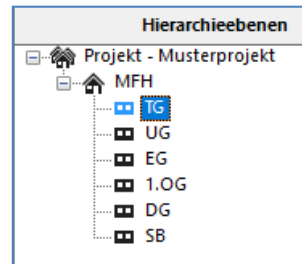 Hierarchieebenen
Projekt - Musterprojekt
MFH
TG
UG
EG
1.OG
DG
SB